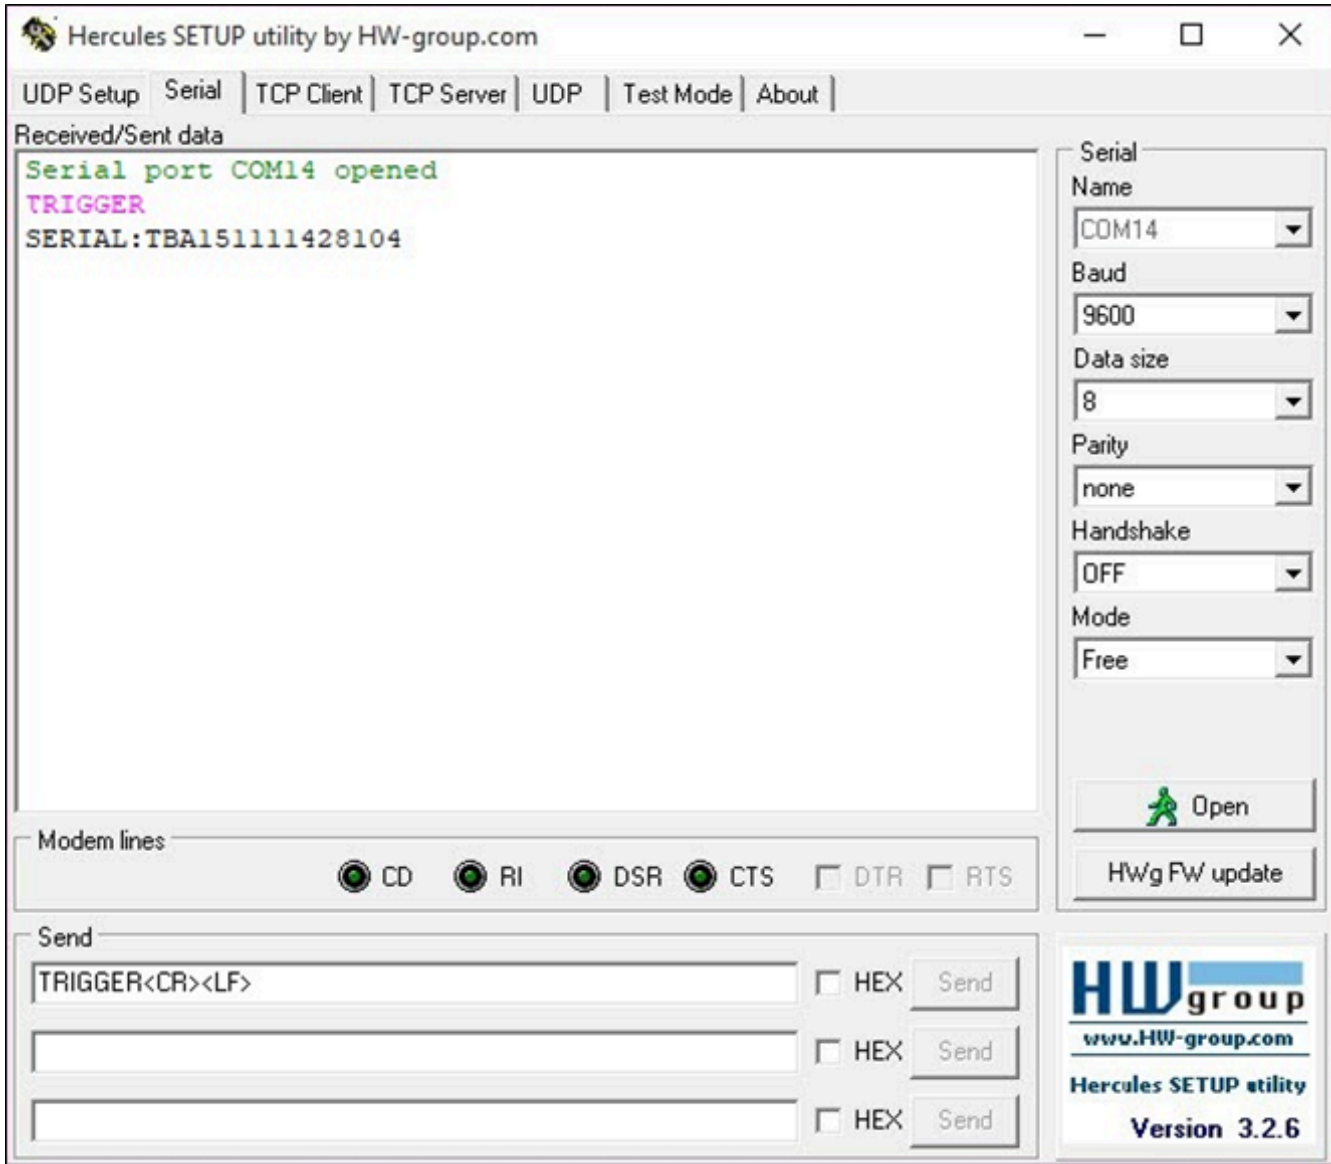 Hercules SETUP utility by HW-group.com
UDP Setup Serial TCP Client TCP Server UDP Test Mode About
Received/Sent data
Serial port COM14 opened
TRIGGER
SERIAL:TBA151111428104
Serial
Name
COM14
Baud
9600
Data size
8
Parity
none
Handshake
OFF
Mode
Free
Open
HWg FW update
Modem lines
CD RI DSR CTS DTR RTS
Send
TRIGGER<CR><LF> HEX Send
HEX Send
HEX Send
HW group
www.HW-group.com
Hercules SETUP utility
Version 3.2.6